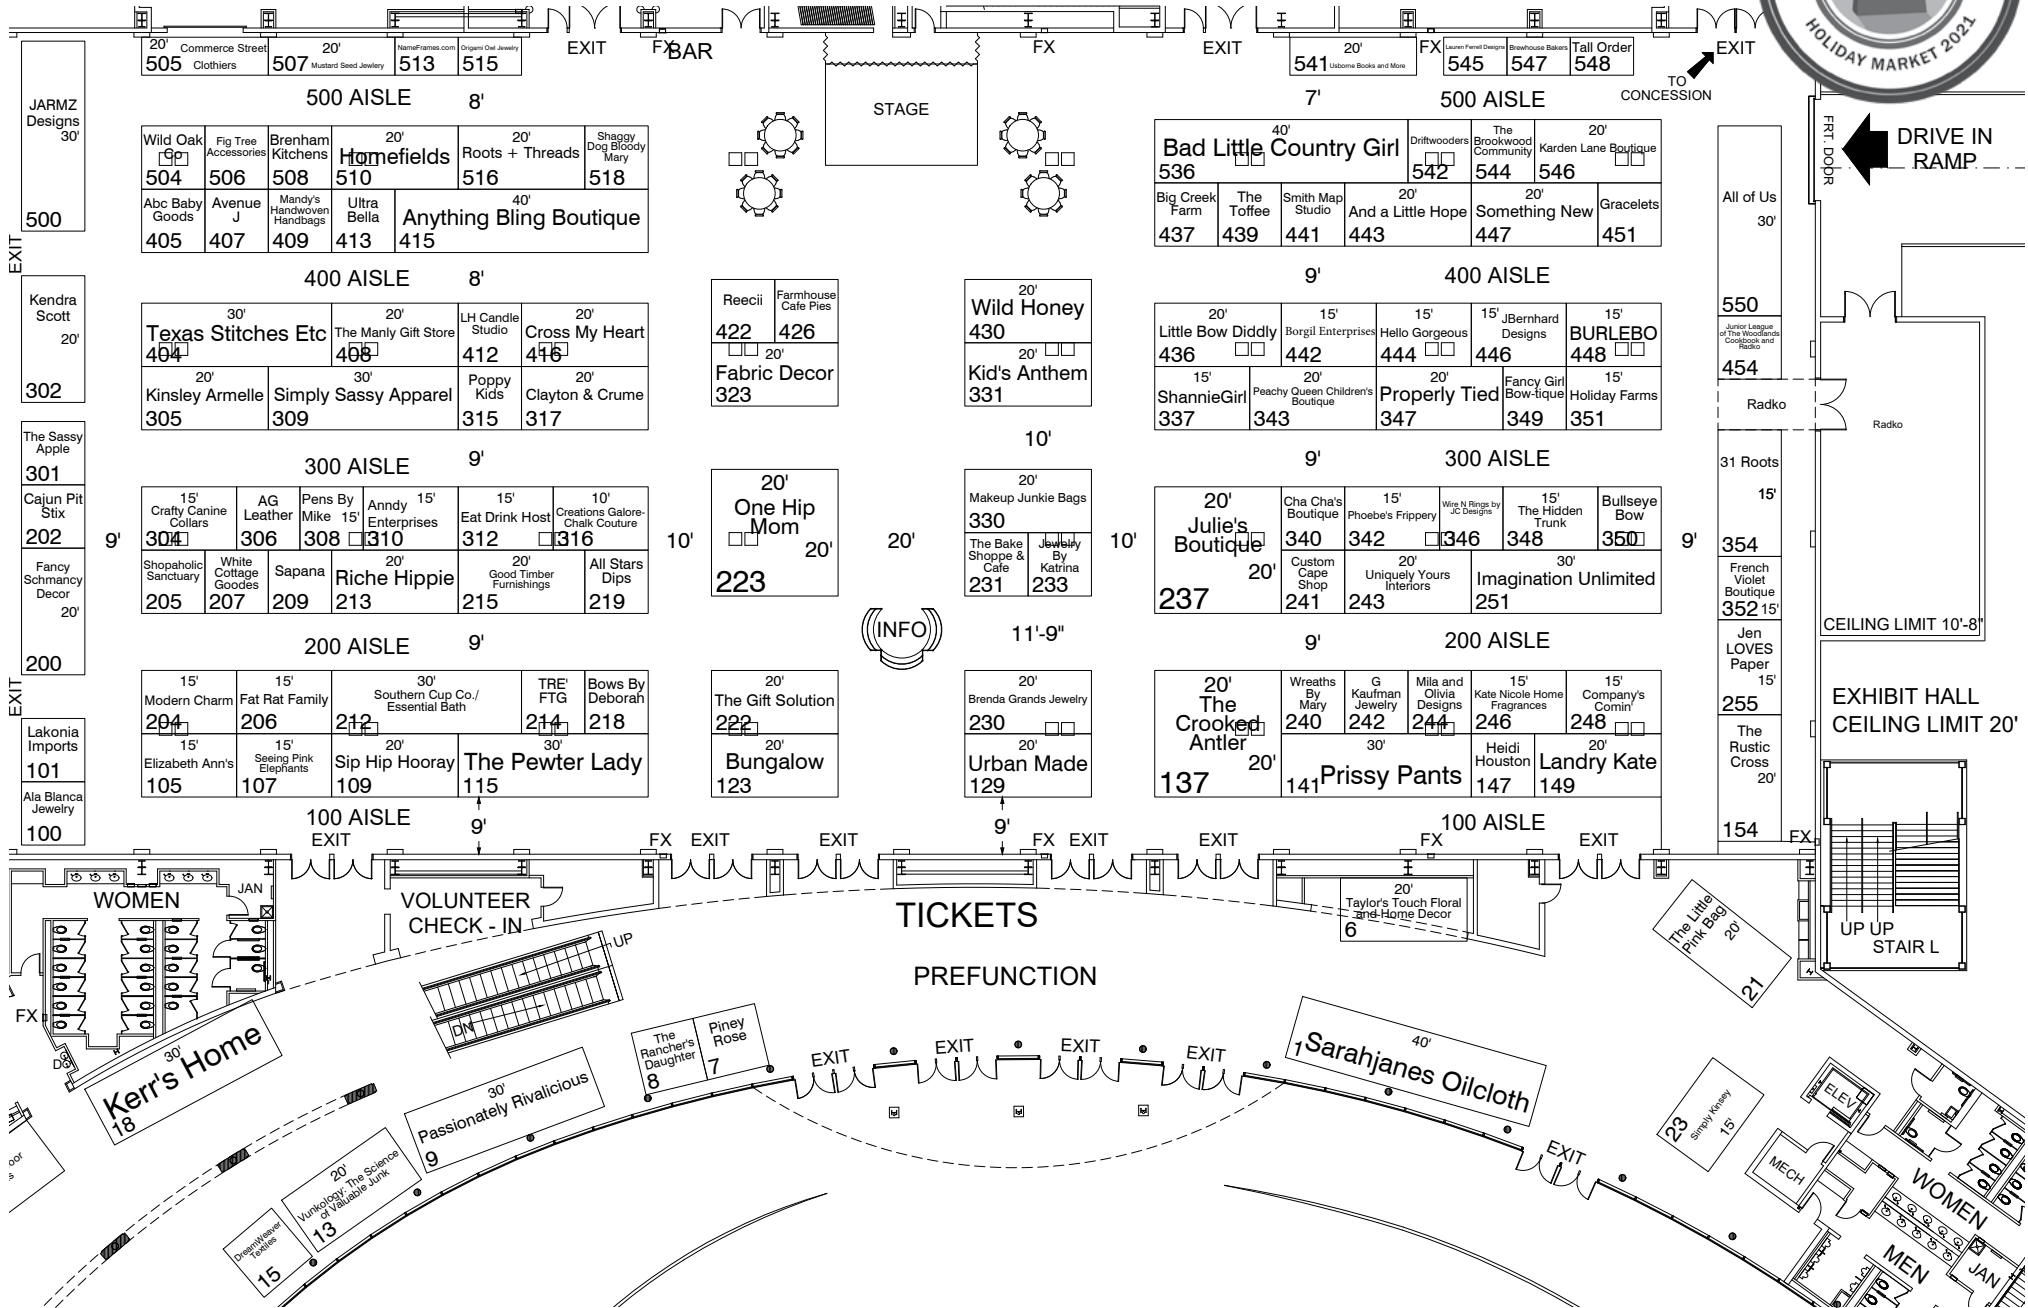 HOLIDAY MARKET 2021
EXIT
FX
BAR
FX
EXIT
FX
EXIT
TO
CONCESSION
20'
Commerce Street
Clothiers
505
20'
Mustard Seed Jewlery
507
NameFrames.com
513
Origami Owl Jewelry
515
STAGE
20'
541 Usborne Books and More
Lauren Ferrell Designs
545
Brewhouse Bakers
547
Tall Order
548
500 AISLE
8'
7'
500 AISLE
FRT. DOOR
DRIVE IN
RAMP
JARMZ
Designs
30'
500
EXIT
Wild Oak
Co
504
Fig Tree
Accessories
506
Brenham
Kitchens
508
20'
Homefields
510
20'
Roots + Threads
516
Shaggy
Dog Bloody
Mary
518
40'
Bad Little Country Girl
536
Driftwooders
542
The
Brookwood
Community
544
20'
Karden Lane Boutique
546
Abc Baby
Goods
405
Avenue
J
407
Mandy's
Handwoven
Handbags
409
Ultra
Bella
413
40'
Anything Bling Boutique
415
Big Creek
Farm
437
The
Toffee
439
Smith Map
Studio
441
20'
And a Little Hope
443
20'
Something New
447
Gracelets
451
All of Us
30'
550
400 AISLE
8'
9'
400 AISLE
Kendra
Scott
20'
302
30'
Texas Stitches Etc
404
20'
The Manly Gift Store
408
LH Candle
Studio
412
20'
Cross My Heart
416
Reecii
422
Farmhouse
Cafe Pies
426
20'
Wild Honey
430
20'
Little Bow Diddly
436
15'
Borgil Enterprises
442
15'
Hello Gorgeous
444
15'
JBernhard
Designs
446
15'
BURLEBO
448
Junior League
of The Woodlands
Cookbook and
Radko
454
20'
Kinsley Armelle
305
30'
Simply Sassy Apparel
309
Poppy
Kids
315
20'
Clayton & Crume
317
20'
Fabric Decor
323
20'
Kid's Anthem
331
15'
ShannieGirl
337
20'
Peachy Queen Children's
Boutique
343
20'
Properly Tied
347
Fancy Girl
Bow-tique
349
15'
Holiday Farms
351
Radko
Radko
300 AISLE
9'
10'
9'
300 AISLE
The Sassy
Apple
301
Cajun Pit
Stix
202
Fancy
Schmancy
Decor
20'
200
9'
15'
Crafty Canine
Collars
304
AG
Leather
306
Pens By
Mike 15'
308
Anndy 15'
Enterprises
310
15'
Eat Drink Host
312
10'
Creations Galore-
Chalk Couture
316
10'
20'
One Hip
Mom
20'
223
20'
20'
Makeup Junkie Bags
330
The Bake
Shoppe &
Cafe
231
Jewelry
By
Katrina
233
10'
20'
Julie's
Boutique
20'
237
Cha Cha's
Boutique
340
15'
Phoebe's Frippery
342
Wire N Rings by
JC Designs
346
15'
The Hidden
Trunk
348
Bullseye
Bow
350
9'
31 Roots
15'
354
Shopaholic
Sanctuary
205
White
Cottage
Goodes
207
Sapana
209
20'
Riche Hippie
213
20'
Good Timber
Furnishings
215
All Stars
Dips
219
Custom
Cape
Shop
241
20'
Uniquely Yours
Interiors
243
30'
Imagination Unlimited
251
French
Violet
Boutique
352 15'
CEILING LIMIT 10'-8"
200 AISLE
9'
INFO
11'-9"
9'
200 AISLE
EXIT
Jen
LOVES
Paper
15'
255
EXHIBIT HALL
CEILING LIMIT 20'
15'
Modern Charm
204
15'
Fat Rat Family
206
30'
Southern Cup Co./
Essential Bath
212
TRE'
FTG
214
Bows By
Deborah
218
20'
The Gift Solution
222
20'
Brenda Grands Jewelry
230
20'
The
Crooked
Antler
20'
137
Wreaths
By
Mary
240
G
Kaufman
Jewelry
242
Mila and
Olivia
Designs
244
15'
Kate Nicole Home
Fragrances
246
15'
Company's
Comin'
248
Lakonia
Imports
101
Ala Blanca
Jewelry
100
15'
Elizabeth Ann's
105
15'
Seeing Pink
Elephants
107
20'
Sip Hip Hooray
109
30'
The Pewter Lady
115
20'
Bungalow
123
20'
Urban Made
129
30'
141 Prissy Pants
Heidi
Houston
147
20'
Landry Kate
149
The
Rustic
Cross
20'
154
100 AISLE
9'
9'
100 AISLE
EXIT
FX
EXIT
EXIT
FX
EXIT
EXIT
FX
EXIT
FX
WOMEN
JAN
VOLUNTEER
CHECK - IN
TICKETS
PREFUNCTION
20'
Taylor's Touch Floral
and Home Decor
6
The Little
Pink Bag
20'
21
UP UP
STAIR L
UP
DN
FX
30'
Kerr's Home
18
The
Rancher's
Daughter
8
Piney
Rose
7
EXIT
EXIT
EXIT
EXIT
40'
1 Sarahjanes Oilcloth
30'
Passionately Rivalicious
9
EXIT
23
Simply Kinsey
15'
ELEV
MECH
WOMEN
MEN
JAN
20'
Vunkology: The Science
of Valuable Junk
13
DreamWeaver
Textiles
15